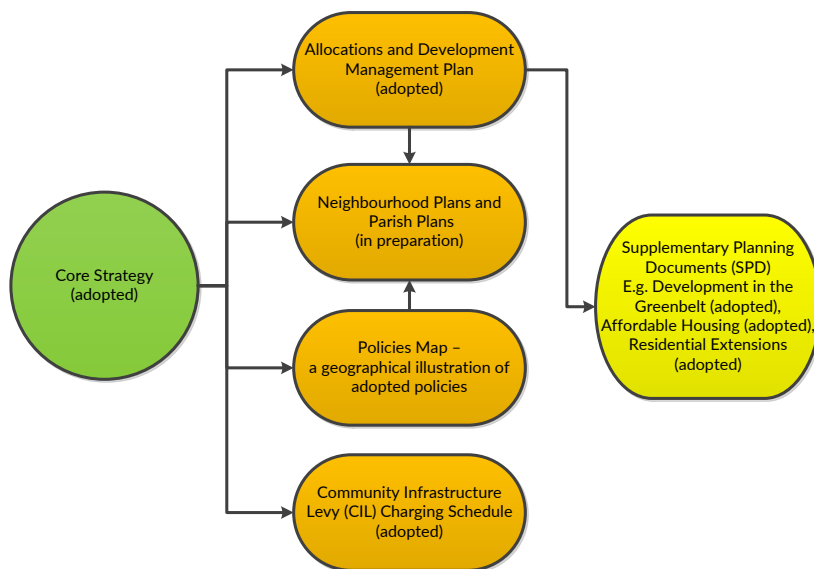 Allocations and Development
Management Plan
(adopted)
Neighbourhood Plans and
Parish Plans
(in preparation)
Core Strategy
(adopted)
Supplementary Planning
Documents (SPD)
E.g. Development in the
Greenbelt (adopted),
Affordable Housing (adopted),
Residential Extensions
(adopted)
Policies Map –
a geographical illustration of
adopted policies
Community Infrastructure
Levy (CIL) Charging Schedule
(adopted)